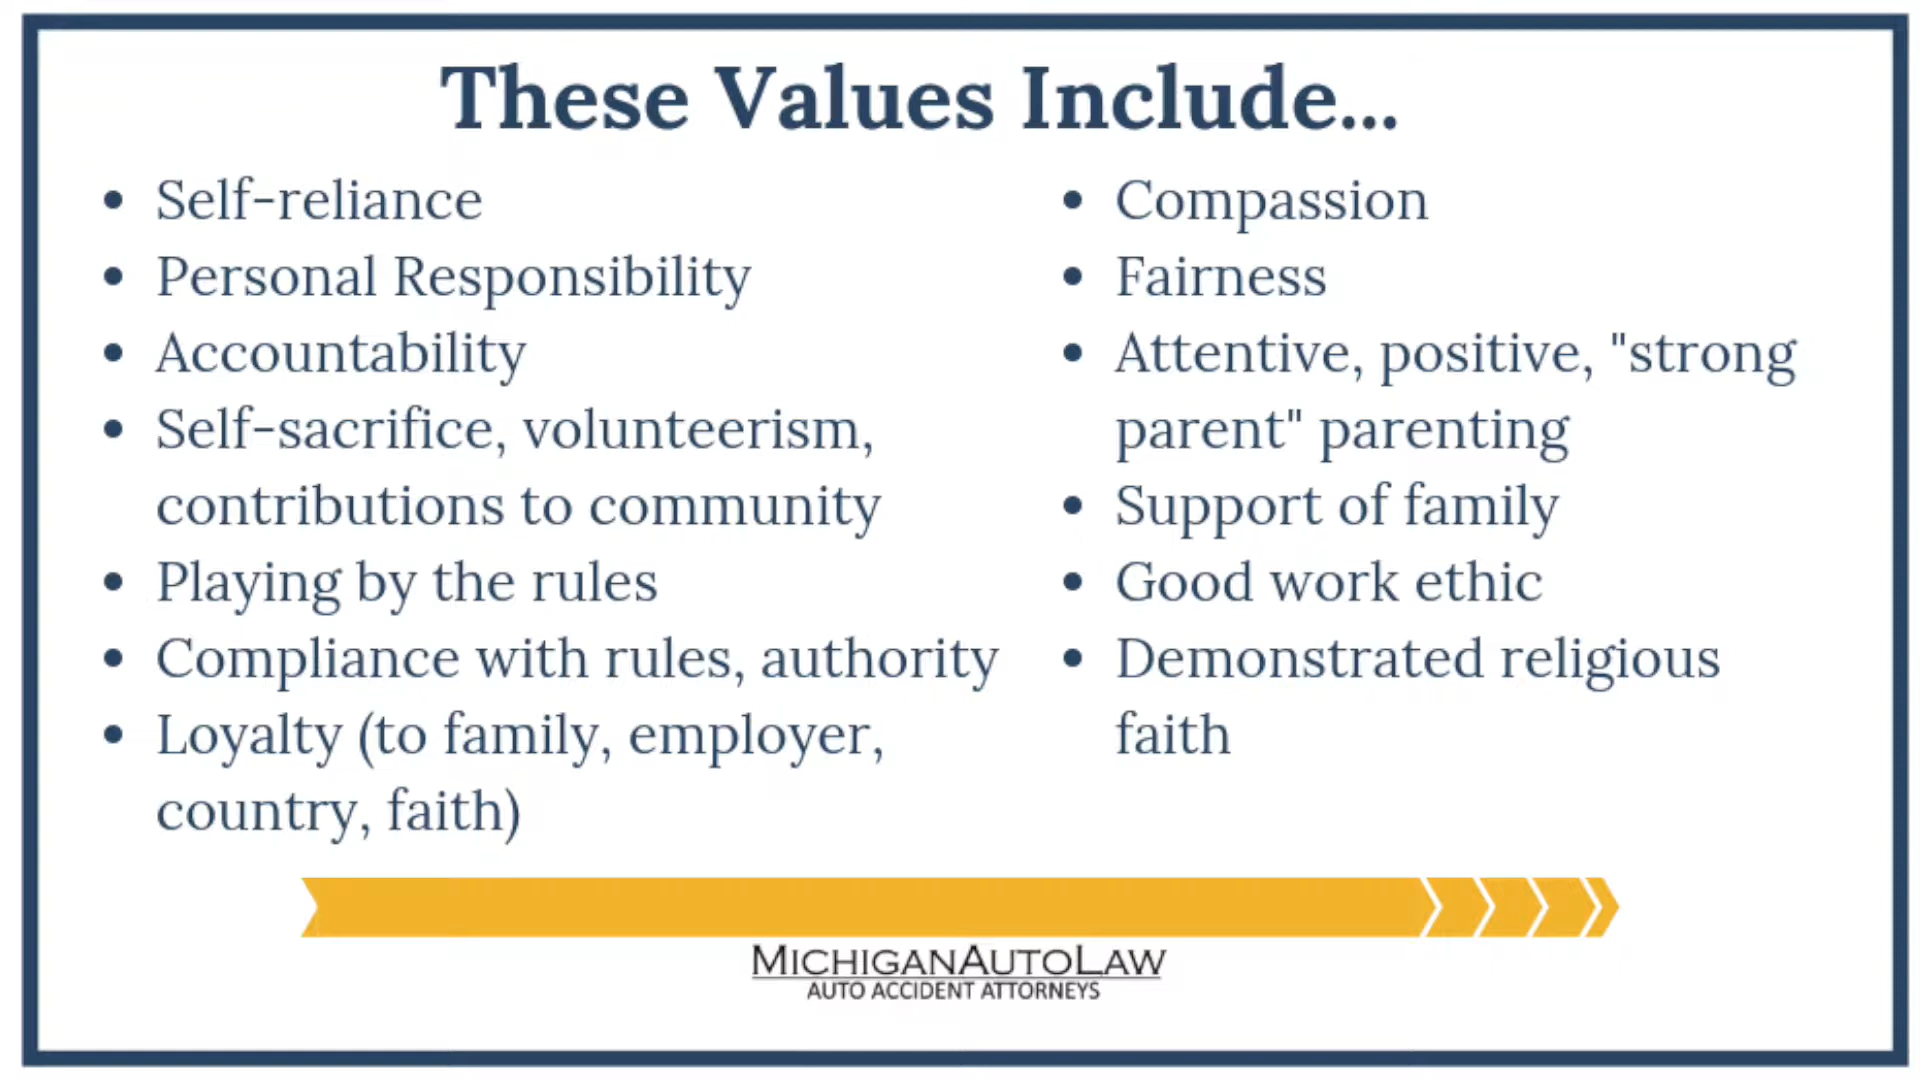 These Values Include...
• Self-reliance
• Personal Responsibility
• Accountability
• Self-sacrifice, volunteerism,
contributions to community
• Playing by the rules
• Compliance with rules, authority
• Loyalty (to family, employer,
country, faith)
• Compassion
• Fairness
• Attentive, positive, "strong
parent" parenting
• Support of family
• Good work ethic
• Demonstrated religious
faith
MICHIGANAUTOLAW
AUTO ACCIDENT ATTORNEYS